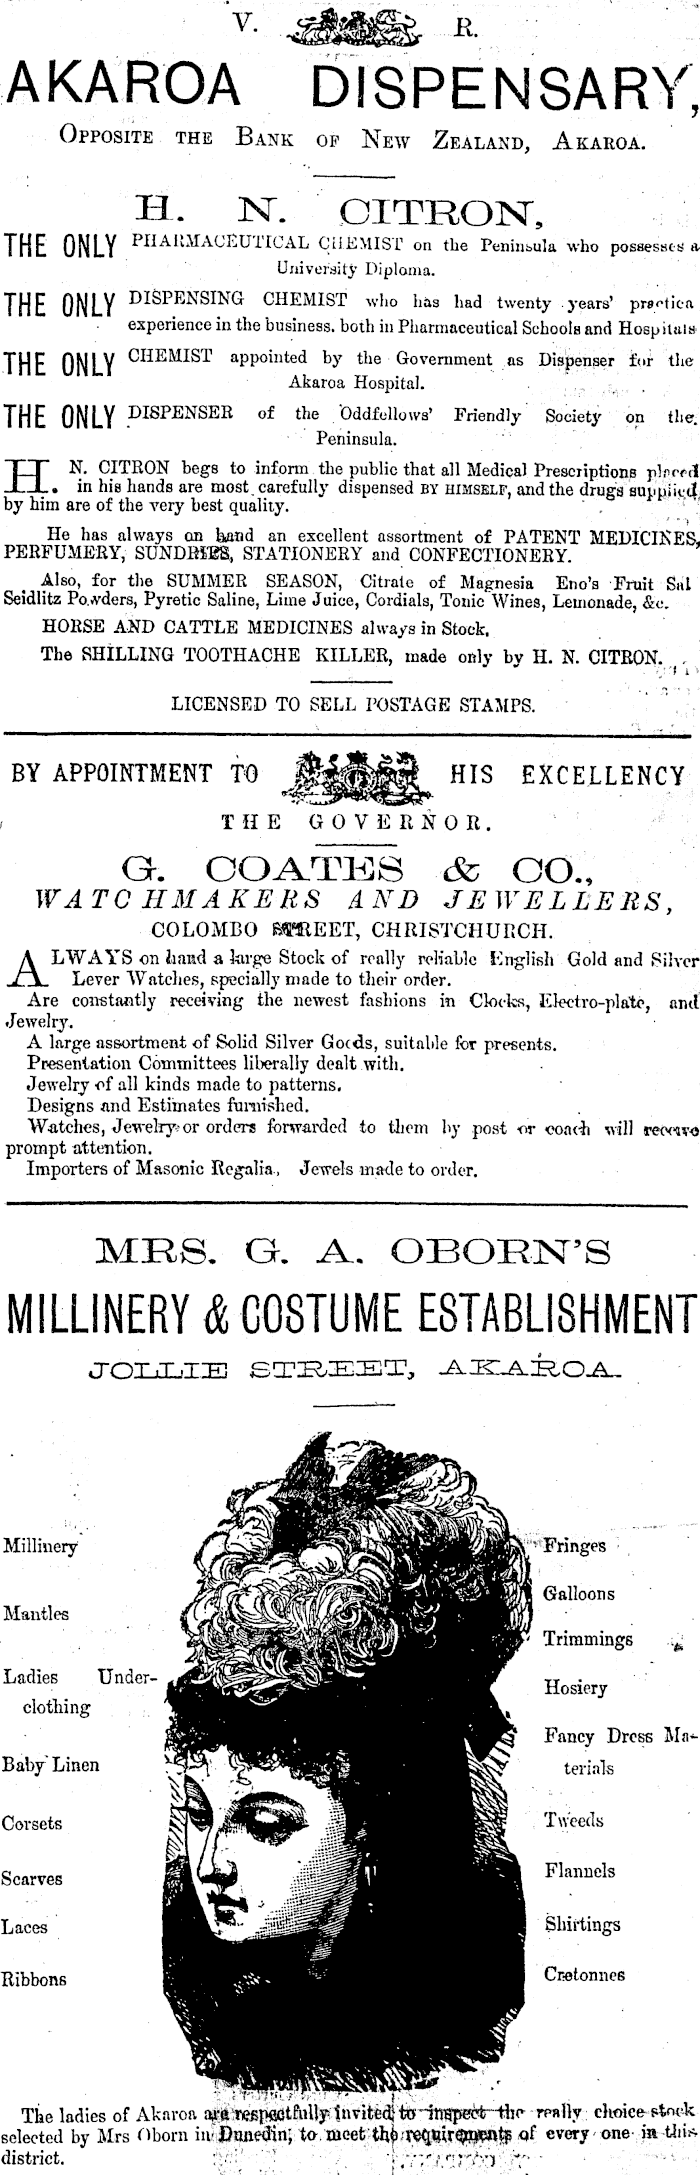 V. R.
AKAROA DISPENSARY,
OPPOSITE THE BANK OF NEW ZEALAND, AKAROA.
H. N. CITRON,
THE ONLY PHARMACEUTICAL CHEMIST on the Peninsula who possesses a
University Diploma.
THE ONLY DISPENSING CHEMIST who has had twenty years' practica
experience in the business, both in Pharmaceutical Schools and Hospitals
THE ONLY CHEMIST appointed by the Government as Dispenser for the
Akaroa Hospital.
THE ONLY DISPENSER of the Oddfellows' Friendly Society on the
Peninsula.
H. N. CITRON begs to inform the public that all Medical Prescriptions placed
in his hands are most carefully dispensed BY HIMSELF, and the drugs supplied
by him are of the very best quality.
He has always on hand an excellent assortment of PATENT MEDICINES,
PERFUMERY, SUNDRIES, STATIONERY and CONFECTIONERY.
Also, for the SUMMER SEASON, Citrate of Magnesia Eno's Fruit Sal
Seidlitz Powders, Pyretic Saline, Lime Juice, Cordials, Tonic Wines, Lemonade, &c.
HORSE AND CATTLE MEDICINES always in Stock.
The SHILLING TOOTHACHE KILLER, made only by H. N. CITRON.
LICENSED TO SELL POSTAGE STAMPS.
BY APPOINTMENT TO HIS EXCELLENCY
THE GOVERNOR.
G. COATES & CO.,
WATCHMAKERS AND JEWELLERS,
COLOMBO STREET, CHRISTCHURCH.
ALWAYS on hand a large Stock of really reliable English Gold and Silver
Lever Watches, specially made to their order.
Are constantly receiving the newest fashions in Clocks, Electro-plate, and
Jewelry.
A large assortment of Solid Silver Goods, suitable for presents.
Presentation Committees liberally dealt with.
Jewelry of all kinds made to patterns.
Designs and Estimates furnished.
Watches, Jewelry or orders forwarded to them by post or coach will receive
prompt attention.
Importers of Masonic Regalia, Jewels made to order.
MRS. G. A. OBORN'S
MILLINERY & COSTUME ESTABLISHMENT
JOLLIE STREET, AKAROA.
Millinery
Mantles
Ladies Under-
clothing
Baby Linen
Corsets
Scarves
Laces
Ribbons
Fringes
Galloons
Trimmings
Hosiery
Fancy Dress Ma-
terials
Tweeds
Flannels
Shirtings
Cretonnes
The ladies of Akaroa are respectfully invited to inspect the really choice stock
selected by Mrs Oborn in Dunedin, to meet the requirements of every one in this
district.